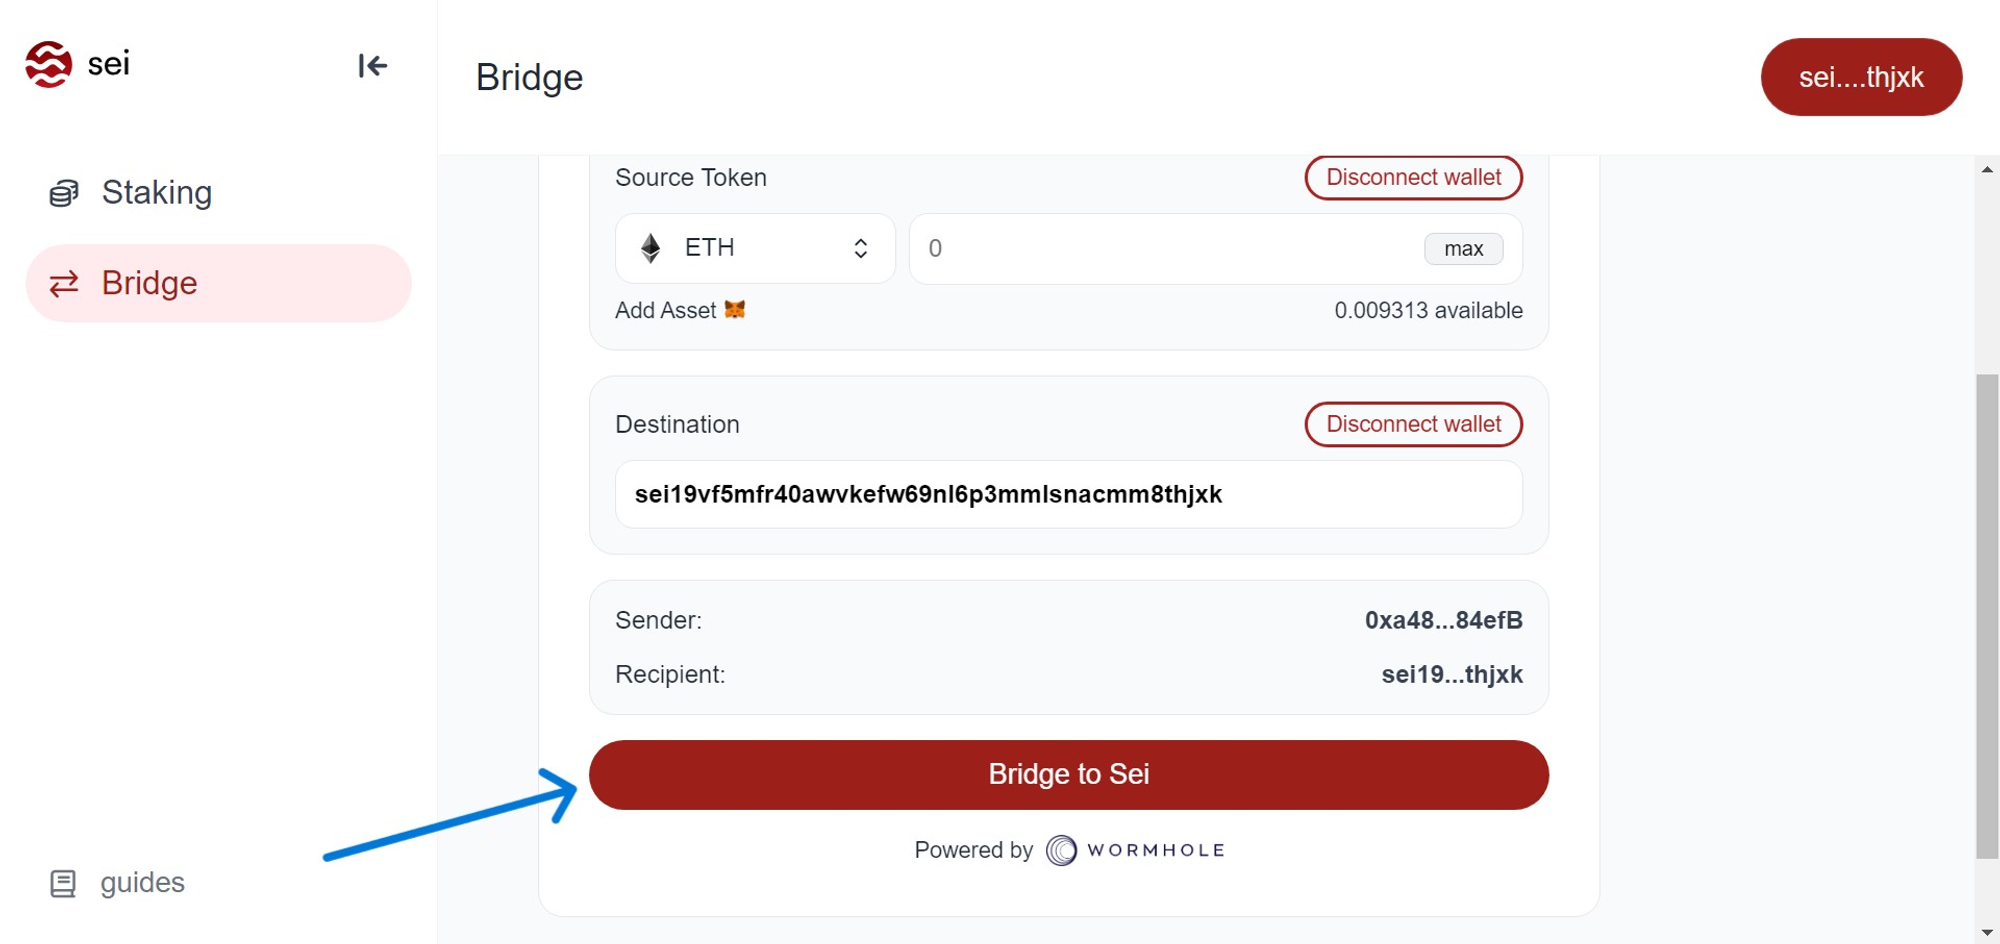 sei
Staking
Bridge
guides
Bridge
sei....thjxk
Source Token
Disconnect wallet
ETH
0
max
Add Asset
0.009313 available
Destination
Disconnect wallet
sei19vf5mfr40awvkefw69nl6p3mmlsnacmm8thjxk
Sender:
0xa48...84efB
Recipient:
sei19...thjxk
Bridge to Sei
Powered by WORMHOLE